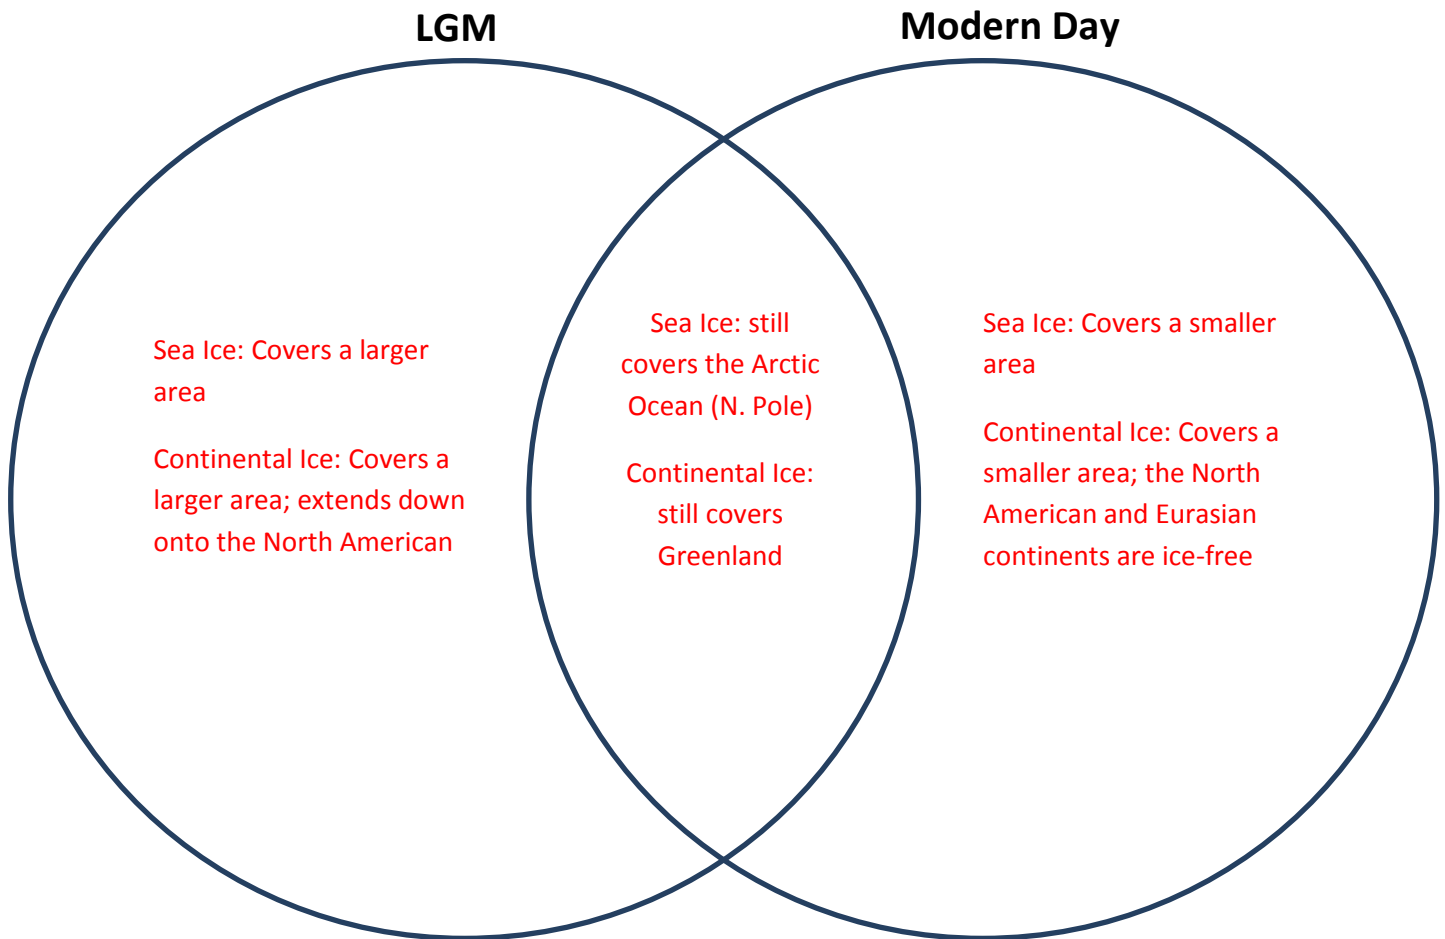 LGM
Modern Day
Sea Ice: Covers a larger
area
Continental Ice: Covers a
larger area; extends down
onto the North American
Sea Ice: still
covers the Arctic
Ocean (N. Pole)
Continental Ice:
still covers
Greenland
Sea Ice: Covers a smaller
area
Continental Ice: Covers a
smaller area; the North
American and Eurasian
continents are ice-free